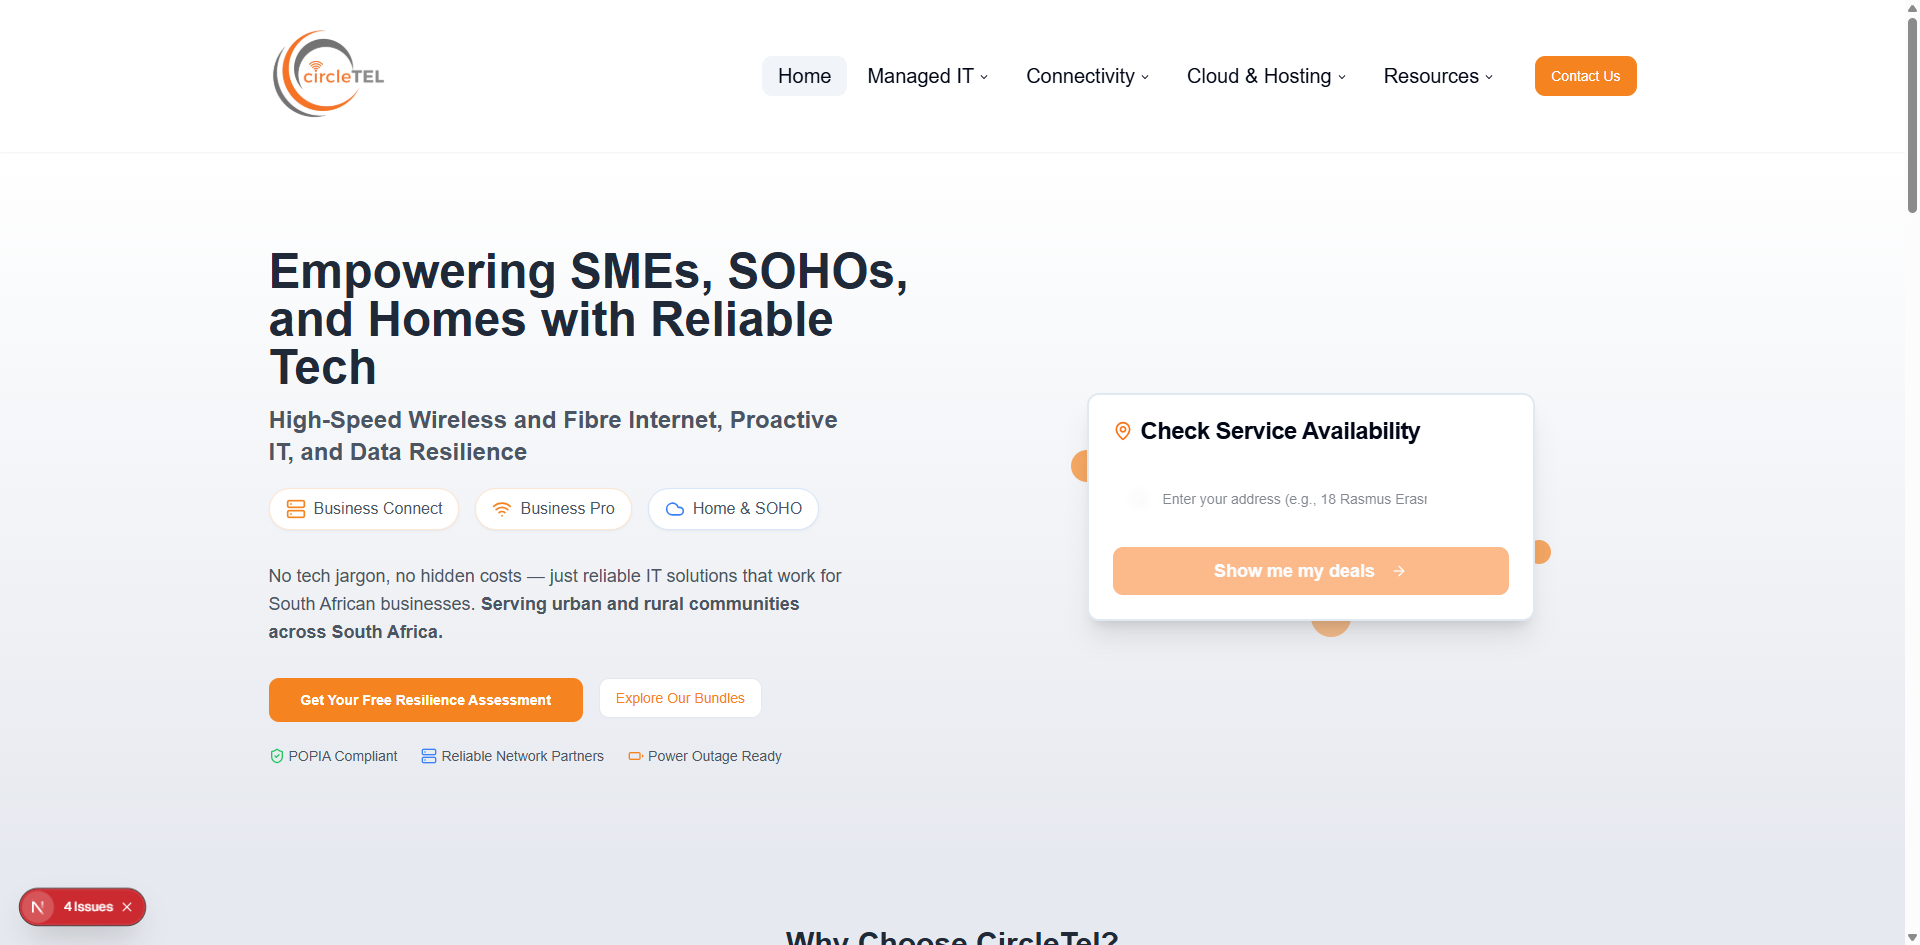 circleTEL
Home
Managed IT
Connectivity
Cloud & Hosting
Resources
Contact Us
Empowering SMEs, SOHOs,
and Homes with Reliable
Tech
High-Speed Wireless and Fibre Internet, Proactive
IT, and Data Resilience
Business Connect
Business Pro
Home & SOHO
No tech jargon, no hidden costs — just reliable IT solutions that work for
South African businesses. Serving urban and rural communities
across South Africa.
Get Your Free Resilience Assessment
Explore Our Bundles
POPIA Compliant
Reliable Network Partners
Power Outage Ready
Check Service Availability
Enter your address (e.g., 18 Rasmus Eras
Show me my deals
N
4 Issues
Why Choose CircleTel?